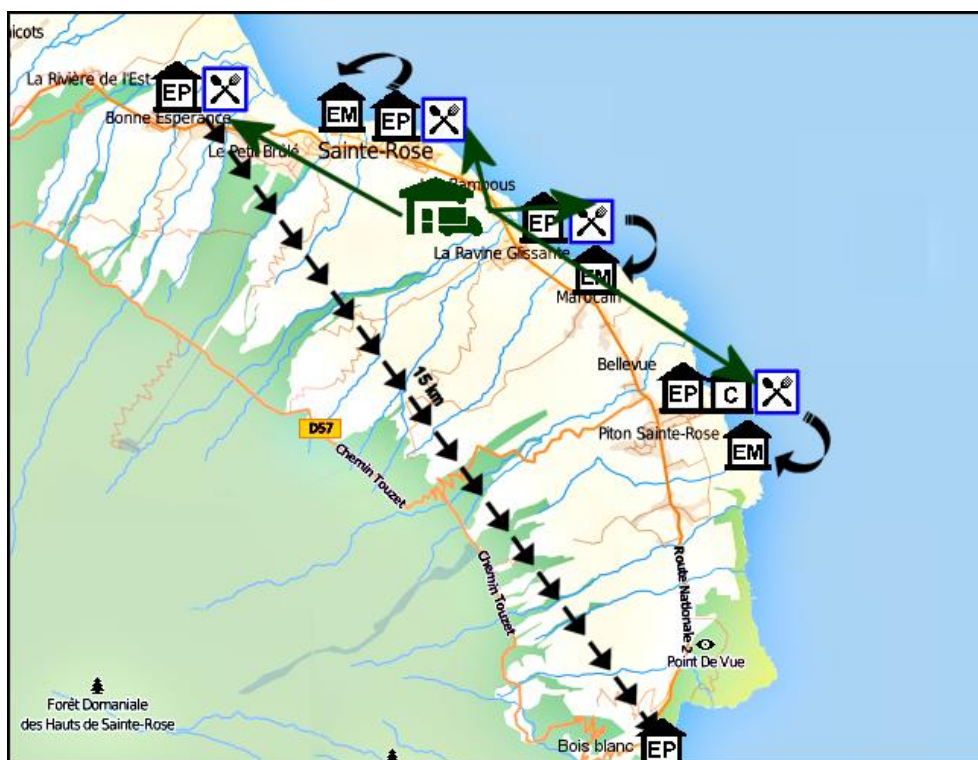 icots
La Rivière de l'Est
EP
Bonne Espérance
EM
EP
Sainte-Rose
Le Petit Brûlé
EP
La Ravine Glissante
EM
Marocain
Bellevue
EP
C
Piton Sainte-Rose
EM
15 km
D57
Chemin Touzet
Chemin Touzet
Route Nationale 2
Point De Vue
Forêt Domaniale
des Hauts de Sainte-Rose
Bois blanc
EP